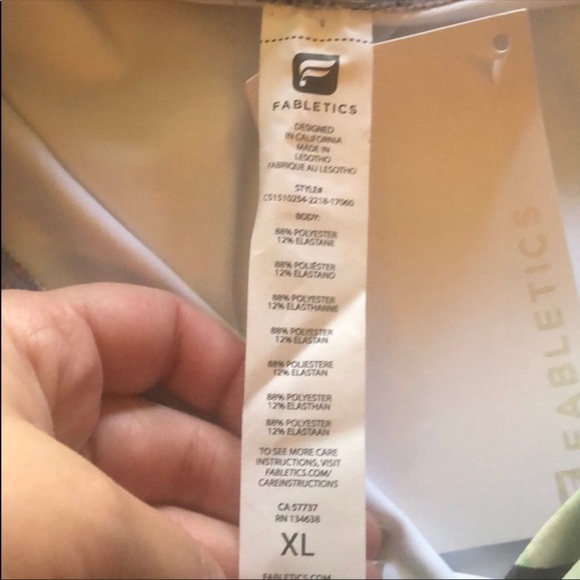 FABLETICS
DESIGNED
IN CALIFORNIA
MADE IN
LESOTHO
FABRIQUE AU LESOTHO
STYLE#
CS1510254-2218-17060
BODY:
88% POLYESTER
12% ELASTANE
88% POLIÉSTER
12% ELASTANO
88% POLYESTER
12% ELASTHANNE
88% POLYESTER
12% ELASTAN
88% POLIESTERE
12% ELASTAN
88% POLYESTER
12% ELASTHAN
88% POLYESTER
12% ELASTAAN
TO SEE MORE CARE
INSTRUCTIONS, VISIT
FABLETICS.COM/
CAREINSTRUCTIONS
CA 57737
RN 134638
XL
FABLETICS.COM
FABLETICS